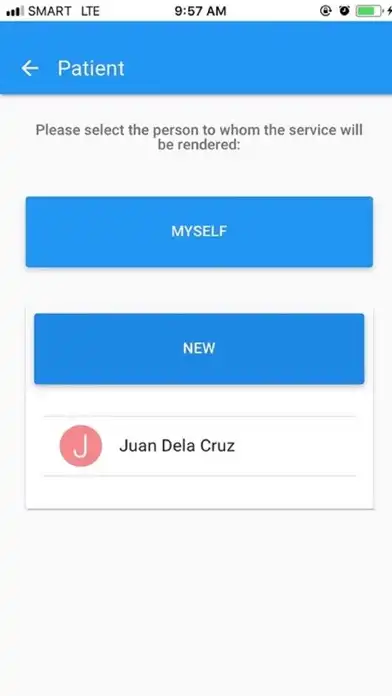 SMART LTE 9:57 AM
Patient
Please select the person to whom the service will
be rendered:
MYSELF
NEW
J Juan Dela Cruz